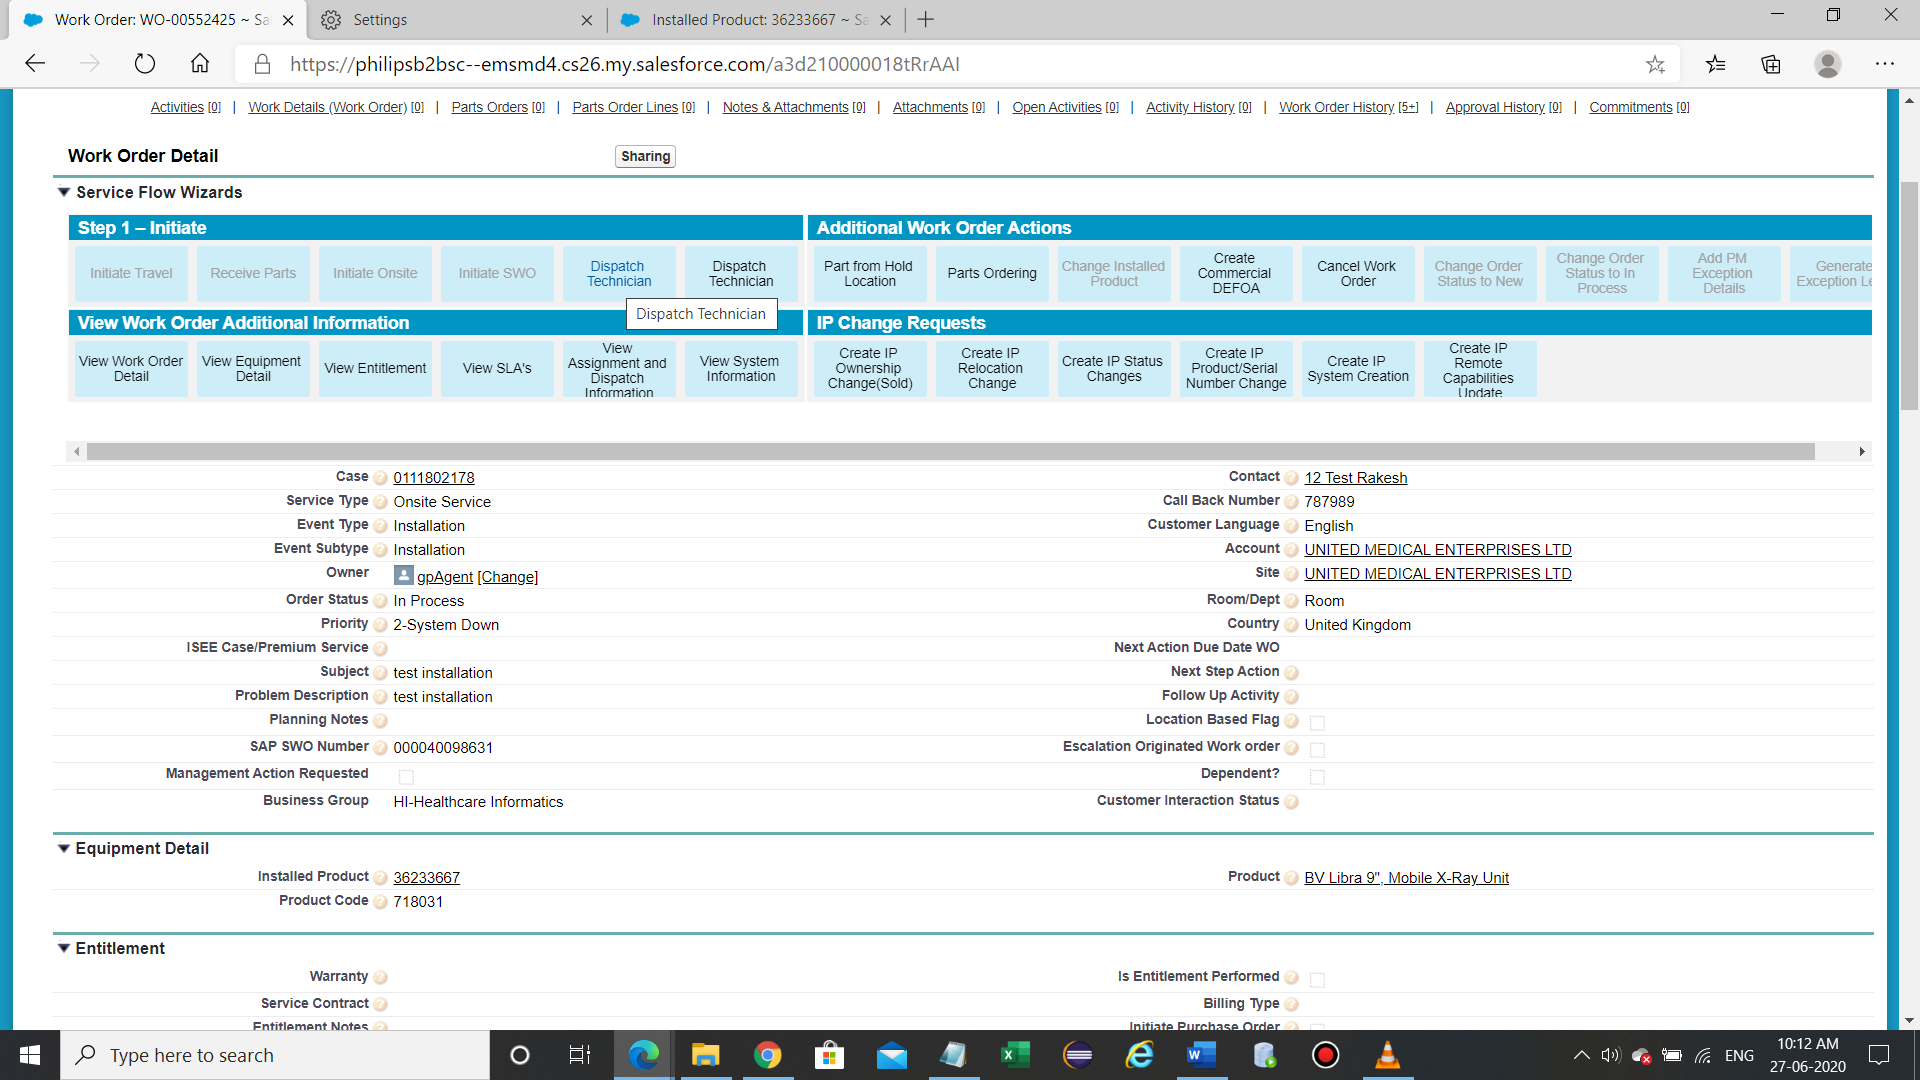 Work Order: WO-00552425 ~ Sa
Settings
Installed Product: 36233667 ~ Sa
https://philipsb2bsc--emsmd4.cs26.my.salesforce.com/a3d210000018tRrAAI
Activities [0] | Work Details (Work Order) [0] | Parts Orders [0] | Parts Order Lines [0] | Notes & Attachments [0] | Attachments [0] | Open Activities [0] | Activity History [0] | Work Order History [5+] | Approval History [0] | Commitments [0]
Work Order Detail
Sharing
Service Flow Wizards
Step 1 – Initiate
Initiate Travel
Receive Parts
Initiate Onsite
Initiate SWO
Dispatch
Technician
Dispatch
Technician
Dispatch Technician
Additional Work Order Actions
Part from Hold
Location
Parts Ordering
Change Installed
Product
Create
Commercial
DEFOA
Cancel Work
Order
Change Order
Status to New
Change Order
Status to In
Process
Add PM
Exception
Details
Generate
Exception Le
View Work Order Additional Information
View Work Order
Detail
View Equipment
Detail
View Entitlement
View SLA's
View
Assignment and
Dispatch
Information
View System
Information
IP Change Requests
Create IP
Ownership
Change(Sold)
Create IP
Relocation
Change
Create IP Status
Changes
Create IP
Product/Serial
Number Change
Create IP
System Creation
Create IP
Remote
Capabilities
Update
Case 0111802178
Contact 12 Test Rakesh
Service Type Onsite Service
Call Back Number 787989
Event Type Installation
Customer Language English
Event Subtype Installation
Account UNITED MEDICAL ENTERPRISES LTD
Owner gpAgent [Change]
Site UNITED MEDICAL ENTERPRISES LTD
Order Status In Process
Room/Dept Room
Priority 2-System Down
Country United Kingdom
ISEE Case/Premium Service
Next Action Due Date WO
Subject test installation
Next Step Action
Problem Description test installation
Follow Up Activity
Planning Notes
Location Based Flag
SAP SWO Number 000040098631
Escalation Originated Work order
Management Action Requested
Dependent?
Business Group HI-Healthcare Informatics
Customer Interaction Status
Equipment Detail
Installed Product 36233667
Product BV Libra 9", Mobile X-Ray Unit
Product Code 718031
Entitlement
Warranty
Is Entitlement Performed
Service Contract
Billing Type
Entitlement Notes
Initiate Purchase Order
Type here to search
ENG
10:12 AM
27-06-2020